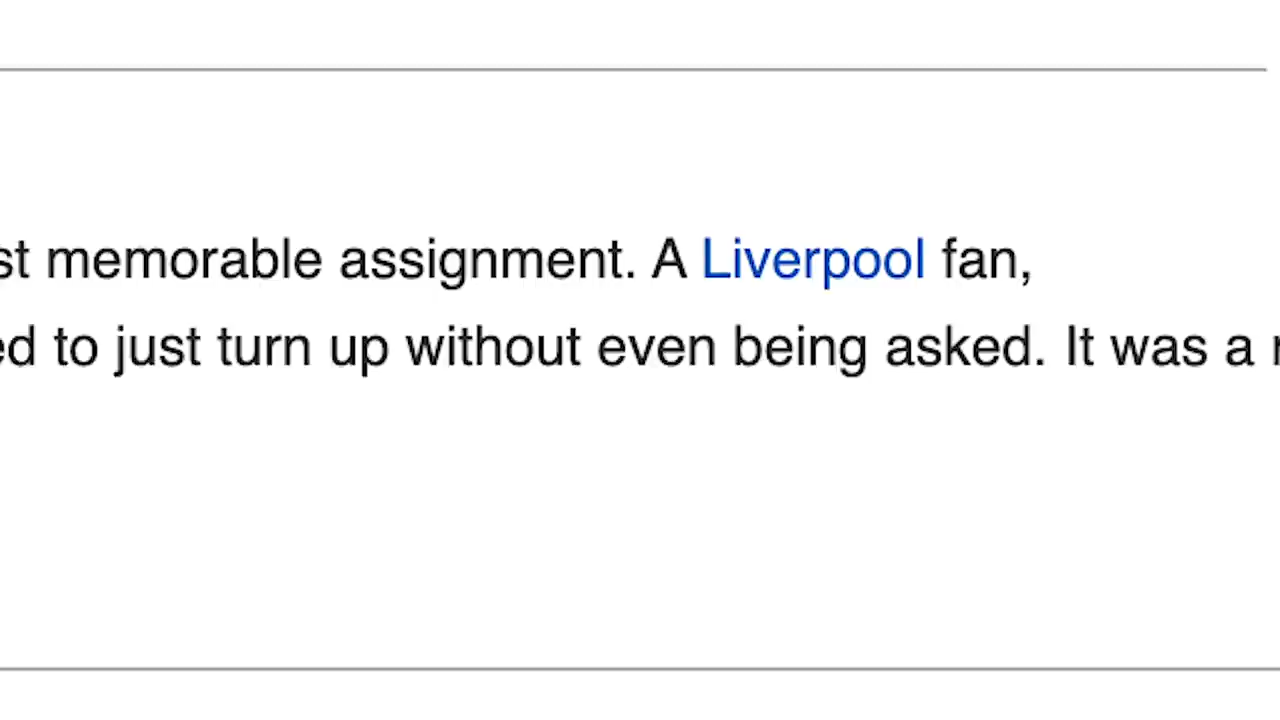 st memorable assignment. A Liverpool fan,
ed to just turn up without even being asked. It was a